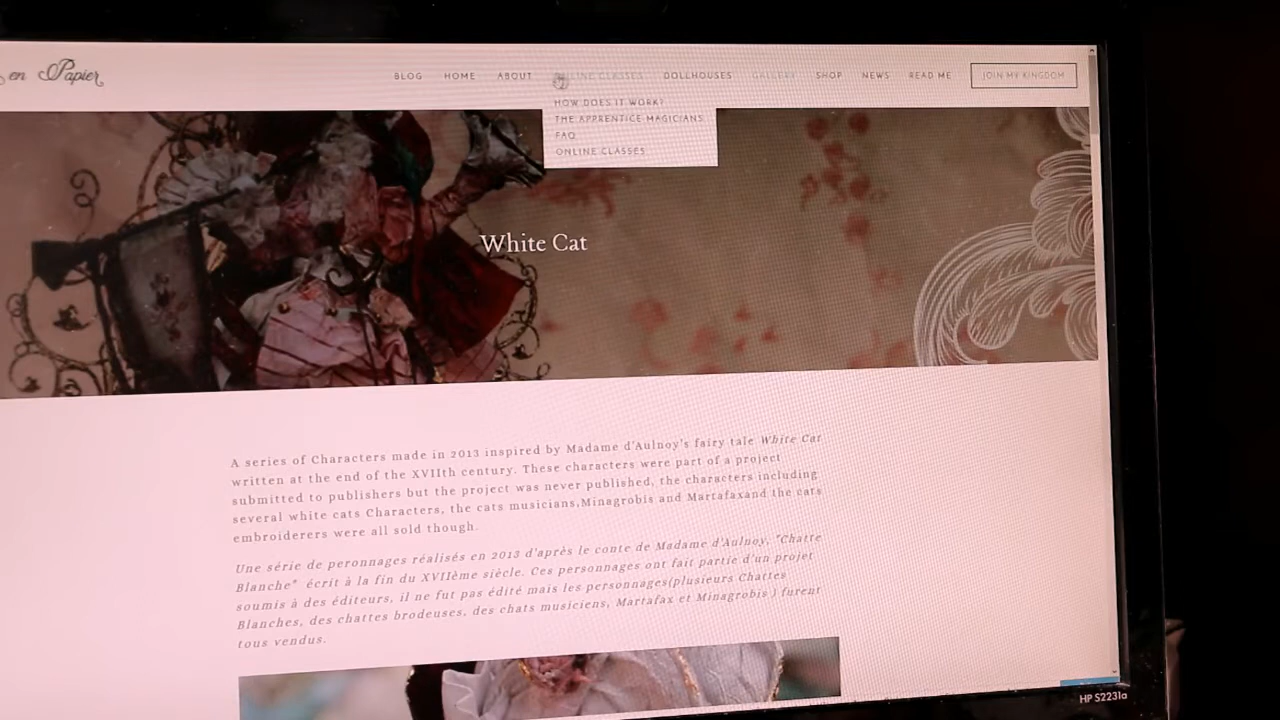 en Papier
BLOG HOME ABOUT ONLINE CLASSES DOLLHOUSES GALLERY SHOP NEWS READ ME JOIN MY KINGDOM
HOW DOES IT WORK?
THE APPRENTICE MAGICIANS
FAQ
ONLINE CLASSES
White Cat
A series of Characters made in 2013 inspired by Madame d'Aulnoy's fairy tale White Cat
written at the end of the XVIIth century. These characters were part of a project
submitted to publishers but the project was never published, the characters including
several white cats Characters, the cats musicians,Minagrobis and Martafaxand the cats
embroiderers were all sold though.
Une série de peronnages réalisés en 2013 d'après le conte de Madame d'Aulnoy, "Chatte
Blanche" écrit à la fin du XVIIème siècle. Ces personnages ont fait partie d'un projet
soumis à des éditeurs, il ne fut pas édité mais les personnages(plusieurs Chattes
Blanches, des chattes brodeuses, des chats musiciens, Martafax et Minagrobis ) furent
tous vendus.
HP S2231a